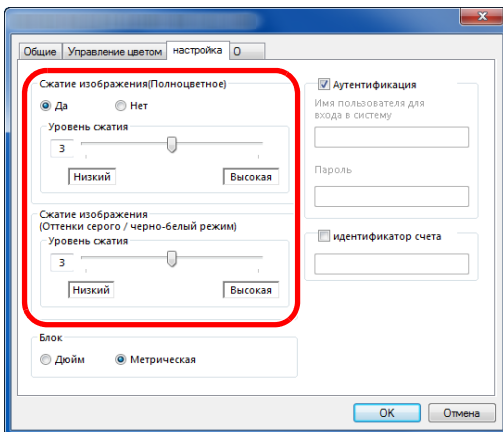 Общие Управление цветом настройка О
Сжатие изображения(Полноцветное)
Да Нет
Уровень сжатия
3
Низкий Высокая
Сжатие изображения
(Оттенки серого / черно-белый режим)
Уровень сжатия
3
Низкий Высокая
Блок
Дюйм Метрическая
Аутентификация
Имя пользователя для
входа в систему
Пароль
идентификатор счета
OK Отмена